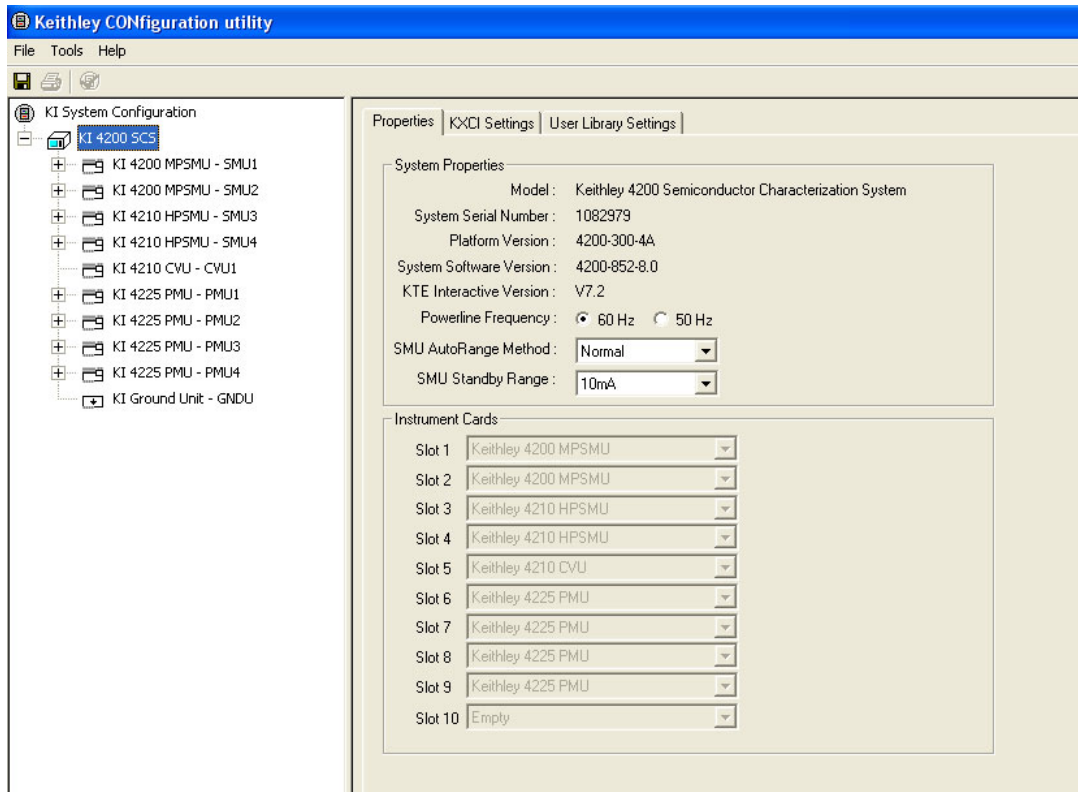 Keithley CONfiguration utility
File Tools Help
KI System Configuration
KI 4200 SCS
KI 4200 MPSMU - SMU1
KI 4200 MPSMU - SMU2
KI 4210 HPSMU - SMU3
KI 4210 HPSMU - SMU4
KI 4210 CVU - CVU1
KI 4225 PMU - PMU1
KI 4225 PMU - PMU2
KI 4225 PMU - PMU3
KI 4225 PMU - PMU4
KI Ground Unit - GNDU
Properties KXCI Settings User Library Settings
System Properties
Model : Keithley 4200 Semiconductor Characterization System
System Serial Number : 1082979
Platform Version : 4200-300-4A
System Software Version : 4200-852-8.0
KTE Interactive Version : V7.2
Powerline Frequency : 60 Hz 50 Hz
SMU AutoRange Method : Normal
SMU Standby Range : 10mA
Instrument Cards
Slot 1 Keithley 4200 MPSMU
Slot 2 Keithley 4200 MPSMU
Slot 3 Keithley 4210 HPSMU
Slot 4 Keithley 4210 HPSMU
Slot 5 Keithley 4210 CVU
Slot 6 Keithley 4225 PMU
Slot 7 Keithley 4225 PMU
Slot 8 Keithley 4225 PMU
Slot 9 Keithley 4225 PMU
Slot 10 Empty